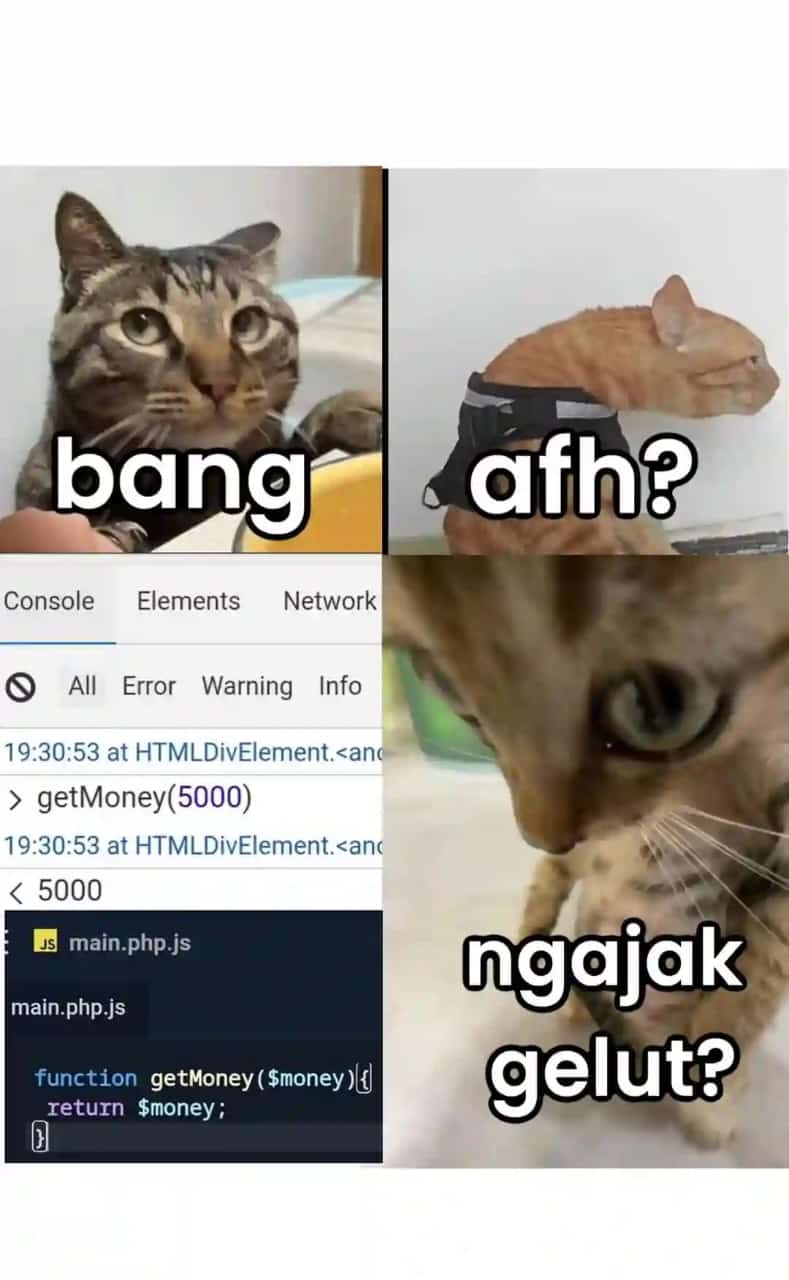 bang
afh?
Console Elements Network
All Error Warning Info
19:30:53 at HTMLDivElement.
> getMoney(5000)
19:30:53 at HTMLDivElement.
< 5000
JS main.php.js
main.php.js
function getMoney($money){
return $money;
}
ngajak
gelut?